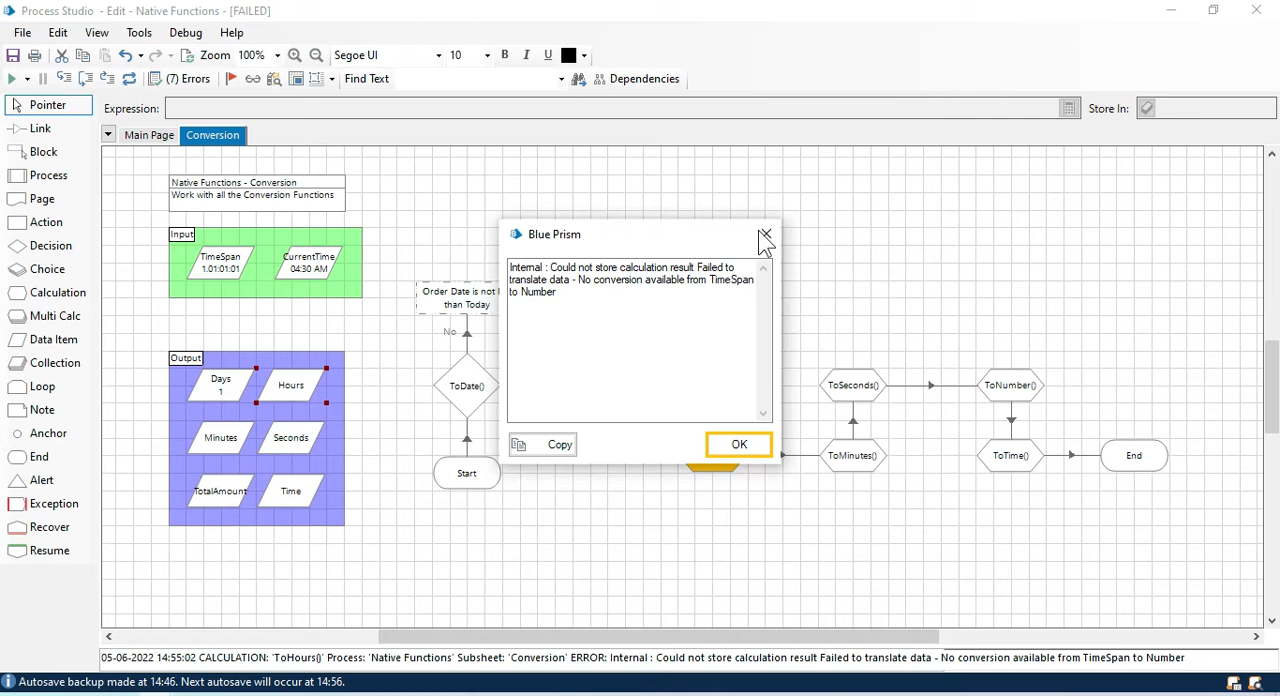 Process Studio - Edit - Native Functions - [FAILED]
File Edit View Tools Debug Help
Zoom 100% Segoe UI 10 B I U
(7) Errors Find Text Dependencies
Pointer
Link
Block
Process
Page
Action
Decision
Choice
Calculation
Multi Calc
Data Item
Collection
Loop
Note
Anchor
End
Alert
Exception
Recover
Resume
Expression: Store In:
Main Page Conversion
Native Functions - Conversion
Work with all the Conversion Functions
Input
TimeSpan
1.01:01:01
CurrentTime
04:30 AM
Output
Days
1
Hours
Minutes
Seconds
TotalAmount
Time
Order Date is not
than Today
No
ToDate()
Start
Blue Prism
Internal : Could not store calculation result Failed to
translate data - No conversion available from TimeSpan
to Number
Copy OK
ToSeconds() ToNumber()
ToMinutes() ToTime() End
05-06-2022 14:55:02 CALCULATION: 'ToHours()' Process: 'Native Functions' Subsheet: 'Conversion' ERROR: Internal : Could not store calculation result Failed to translate data - No conversion available from TimeSpan to Number
Autosave backup made at 14:46. Next autosave will occur at 14:56.